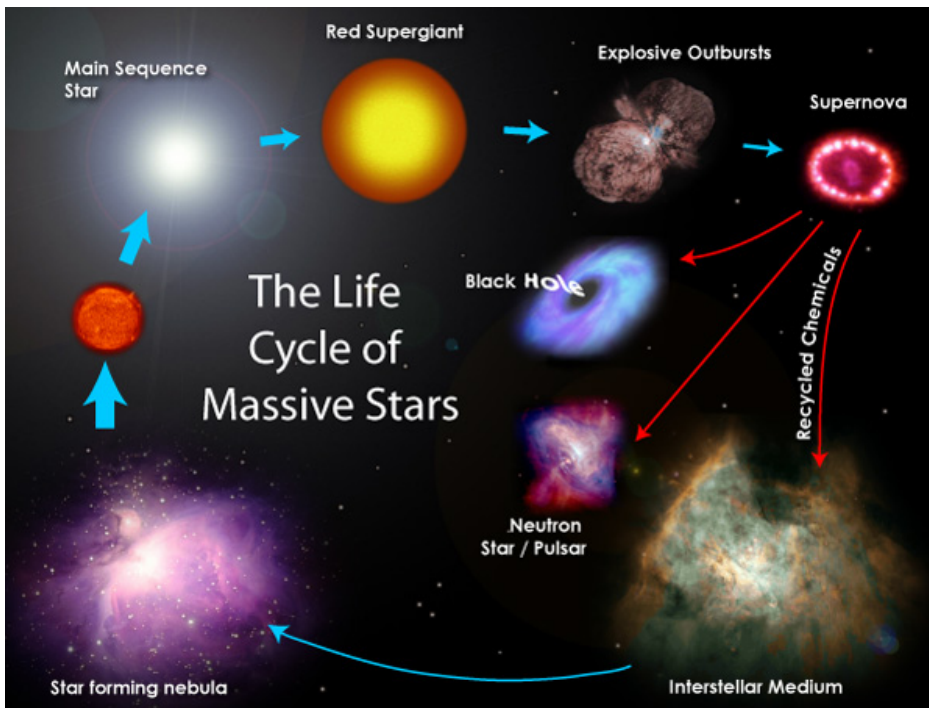 Red Supergiant
Main Sequence
Star
Explosive Outbursts
Supernova
Black Hole
The Life
Cycle of
Massive Stars
Recycled Chemicals
Neutron
Star / Pulsar
Star forming nebula
Interstellar Medium